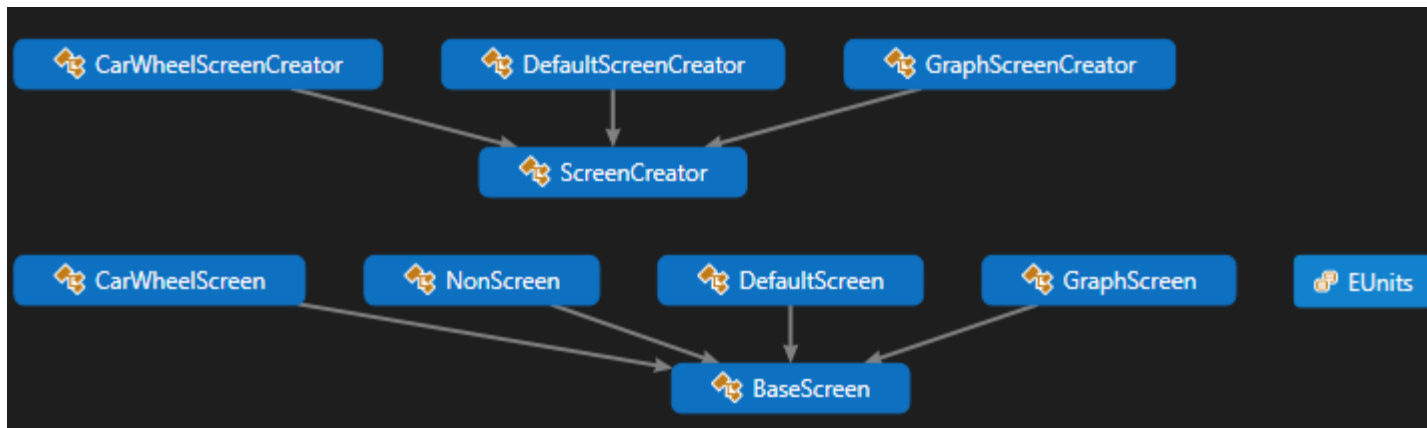 CarWheelScreenCreator DefaultScreenCreator GraphScreenCreator
ScreenCreator
CarWheelScreen NonScreen DefaultScreen GraphScreen EUnits
BaseScreen